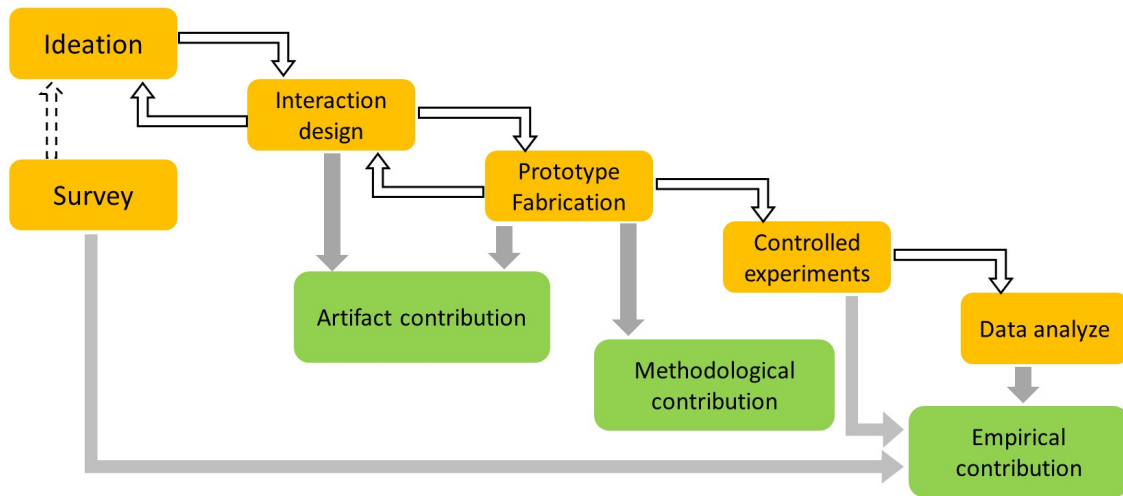 Ideation
Interaction
design
Survey
Prototype
Fabrication
Controlled
experiments
Artifact contribution
Data analyze
Methodological
contribution
Empirical
contribution